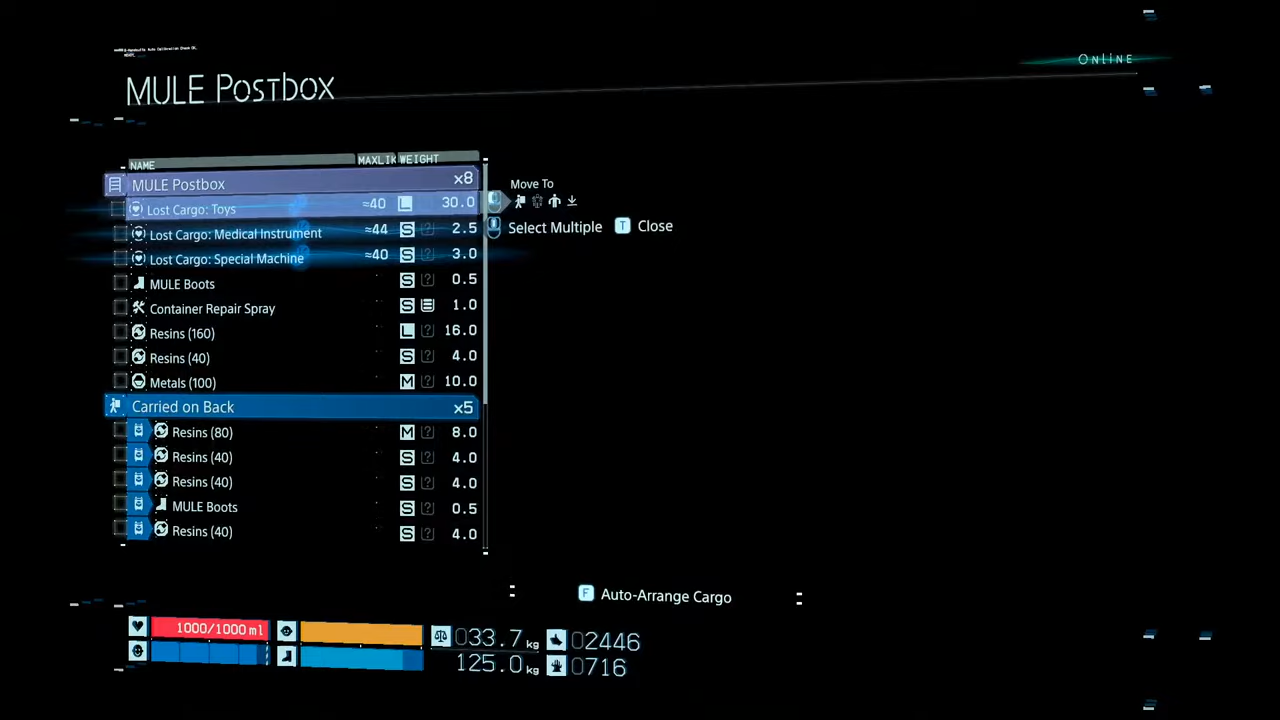 ONLINE
MULE POSTBOX
NAME MAXLIK WEIGHT
MULE Postbox x8
Lost Cargo: Toys ≈40 L 30.0
Lost Cargo: Medical Instrument ≈44 S 2.5
Lost Cargo: Special Machine ≈40 S 3.0
MULE Boots S 0.5
Container Repair Spray S 1.0
Resins (160) L 16.0
Resins (40) S 4.0
Metals (100) M 10.0
Carried on Back x5
Resins (80) M 8.0
Resins (40) S 4.0
Resins (40) S 4.0
MULE Boots S 0.5
Resins (40) S 4.0
Move To
Select Multiple T Close
F Auto-Arrange Cargo
1000/1000 ml
033.7 kg 02446
125.0 kg 0716